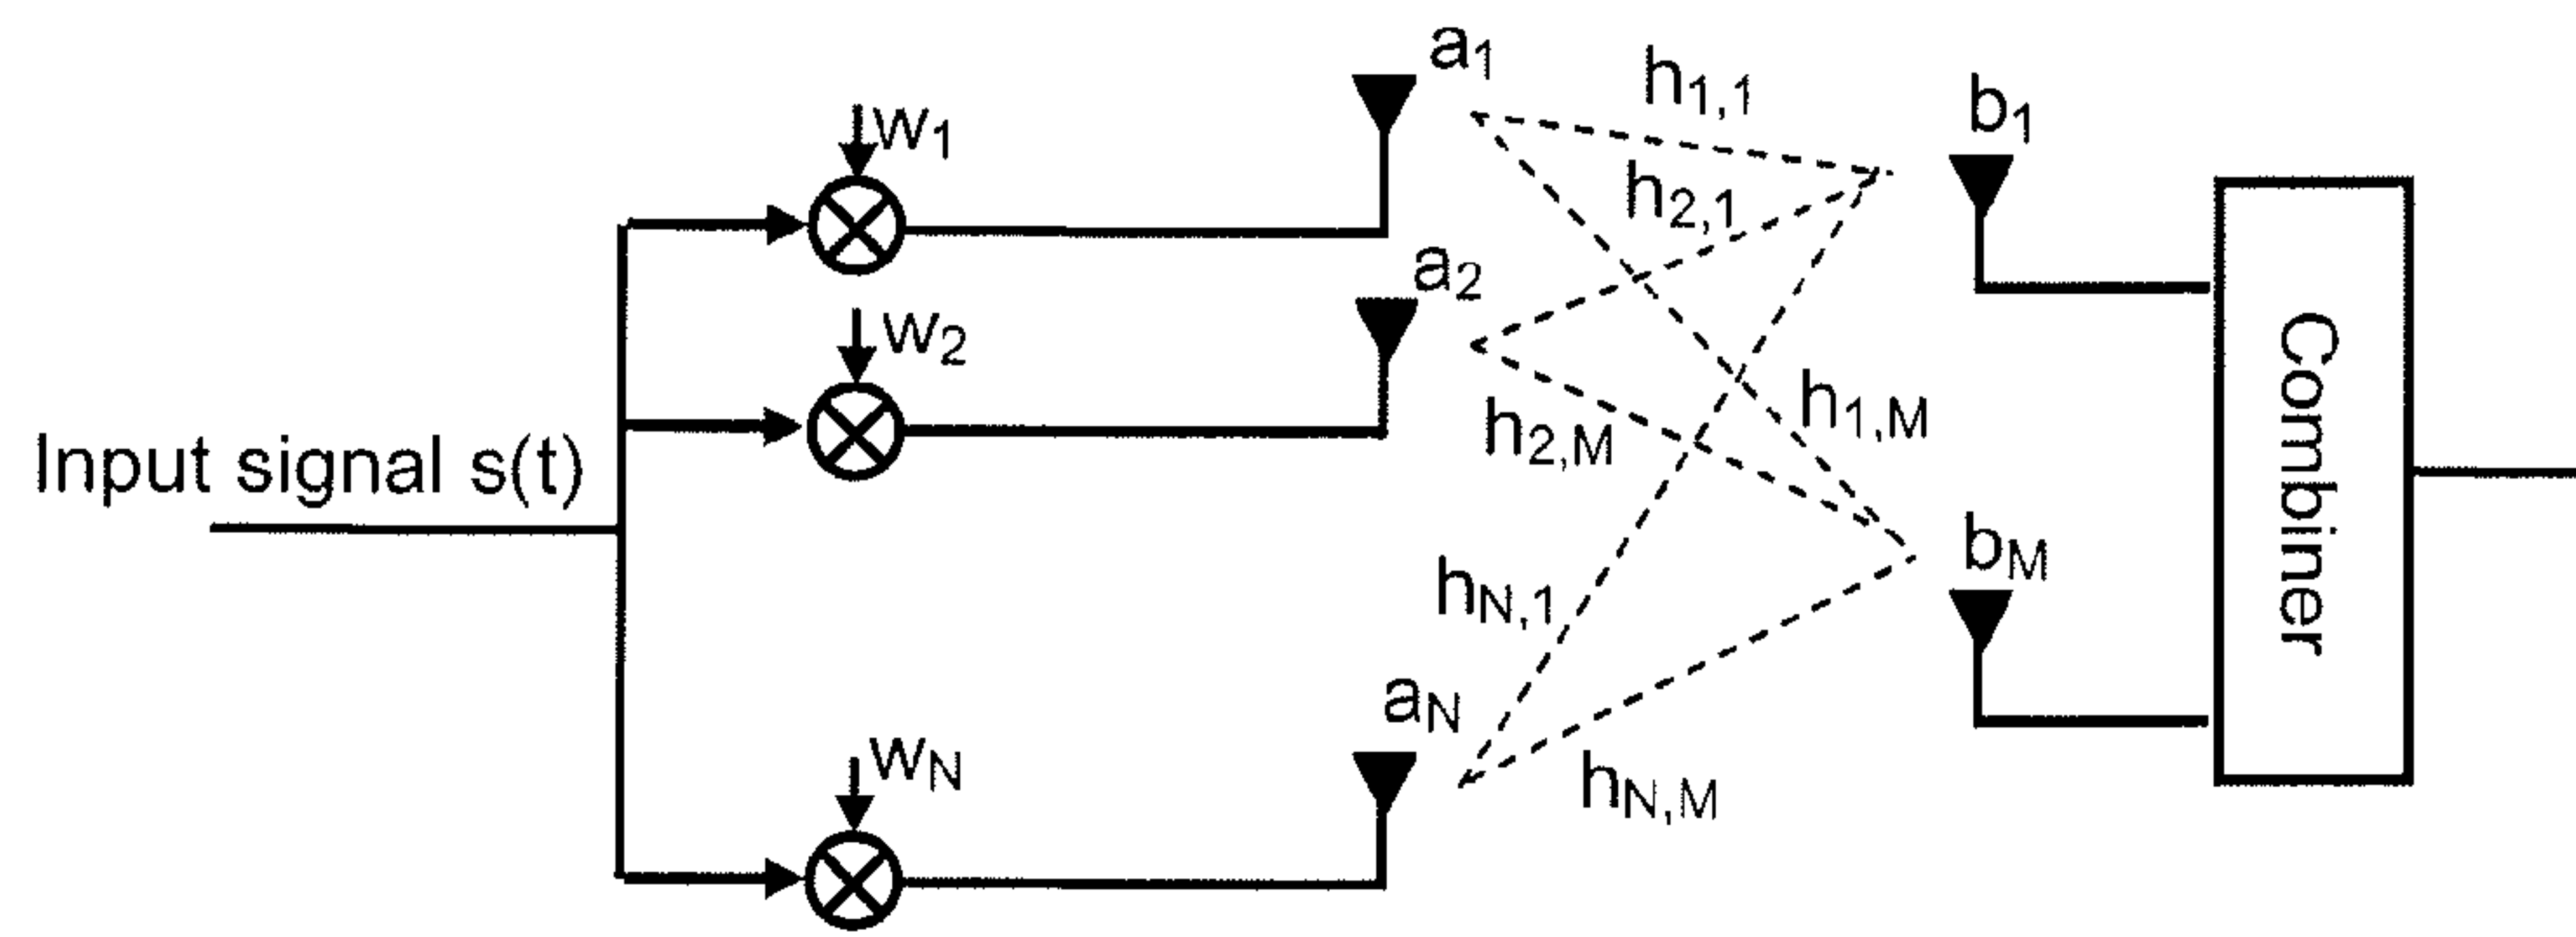 a₁
h₁,₁
b₁
w₁
h₂,₁
a₂
w₂
h₁,M
h₂,M
Input signal s(t)
Combiner
bM
hN,₁
aN
wN
hN,M